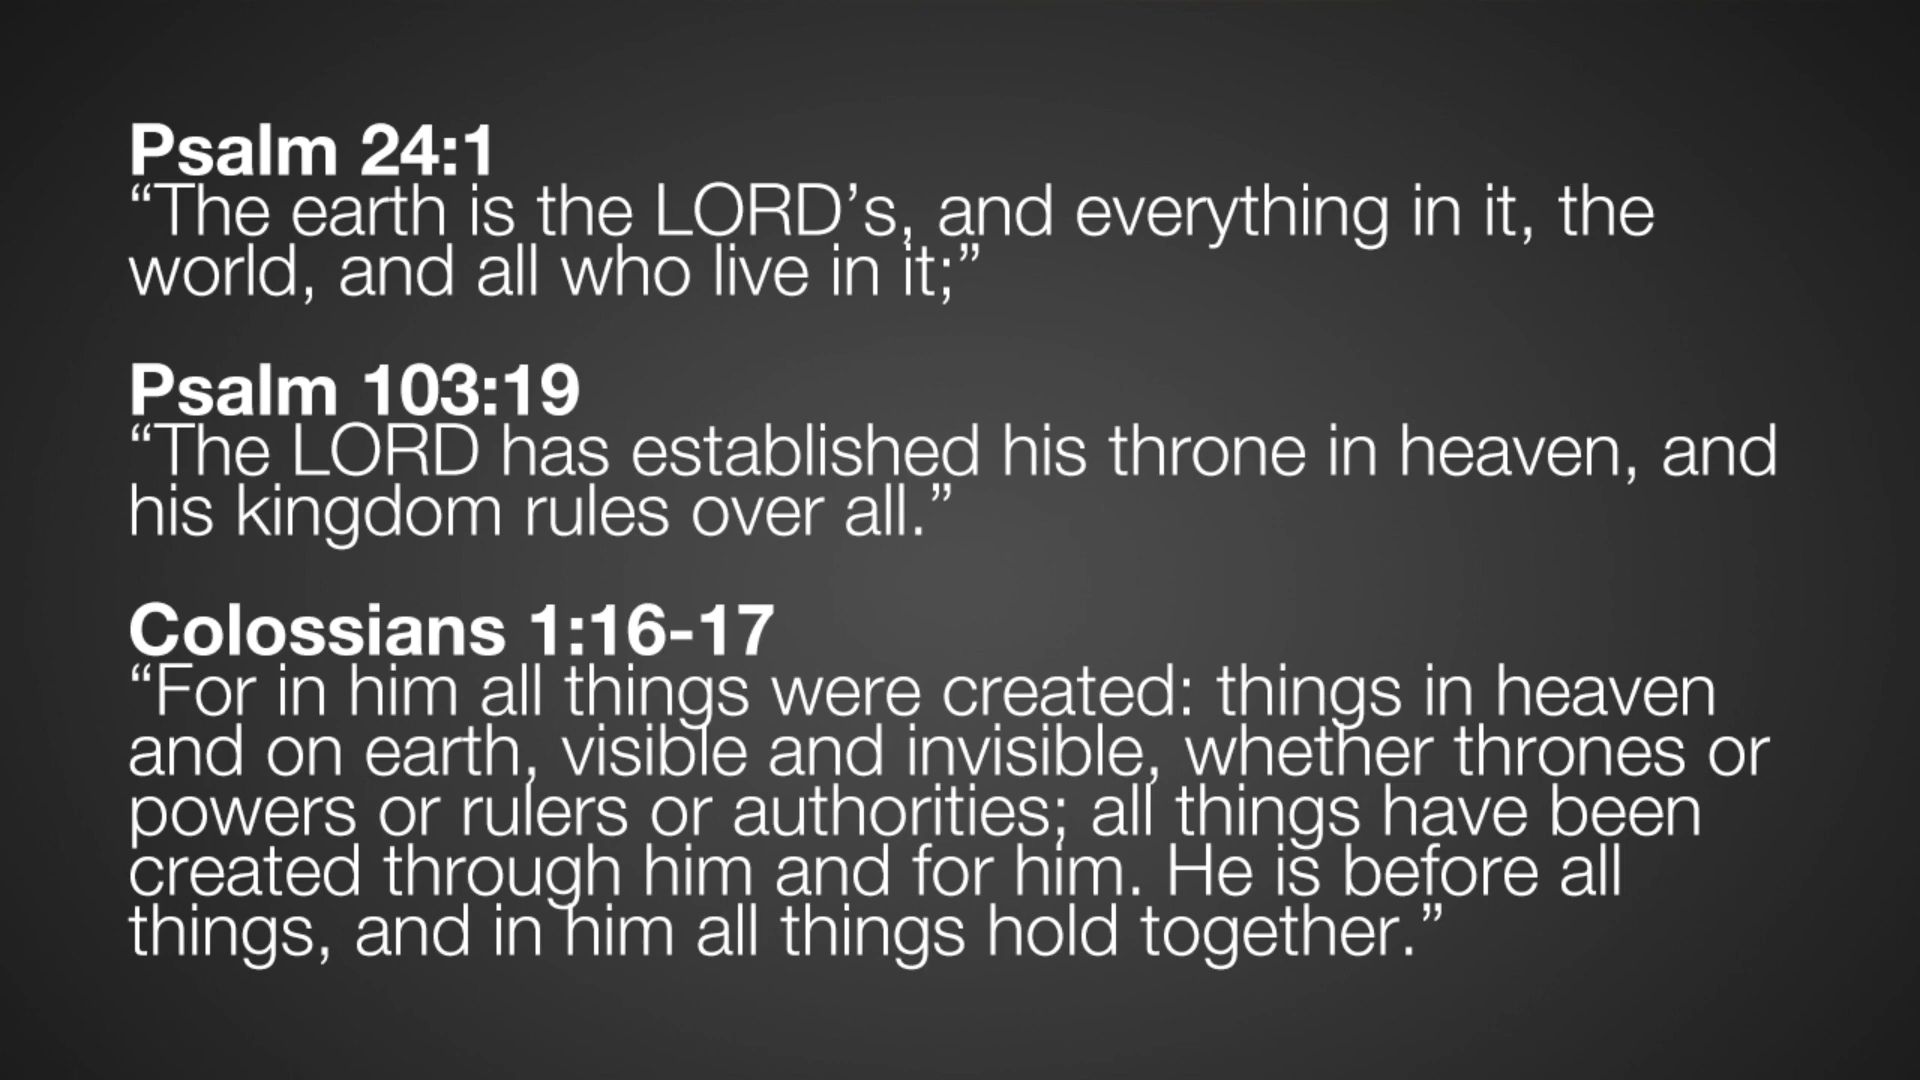 Psalm 24:1
“The earth is the LORD’s, and everything in it, the
world, and all who live in it;”
Psalm 103:19
“The LORD has established his throne in heaven, and
his kingdom rules over all.”
Colossians 1:16-17
“For in him all things were created: things in heaven
and on earth, visible and invisible, whether thrones or
powers or rulers or authorities; all things have been
created through him and for him. He is before all
things, and in him all things hold together.”